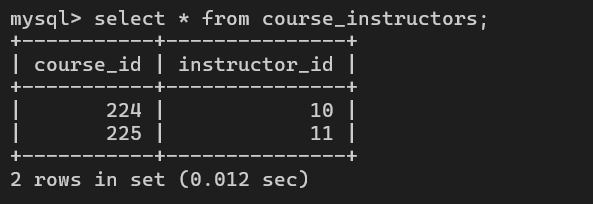 mysql> select * from course_instructors;
+-----------+---------------+
| course_id | instructor_id |
+-----------+---------------+
|       224 |            10 |
|       225 |            11 |
+-----------+---------------+
2 rows in set (0.012 sec)